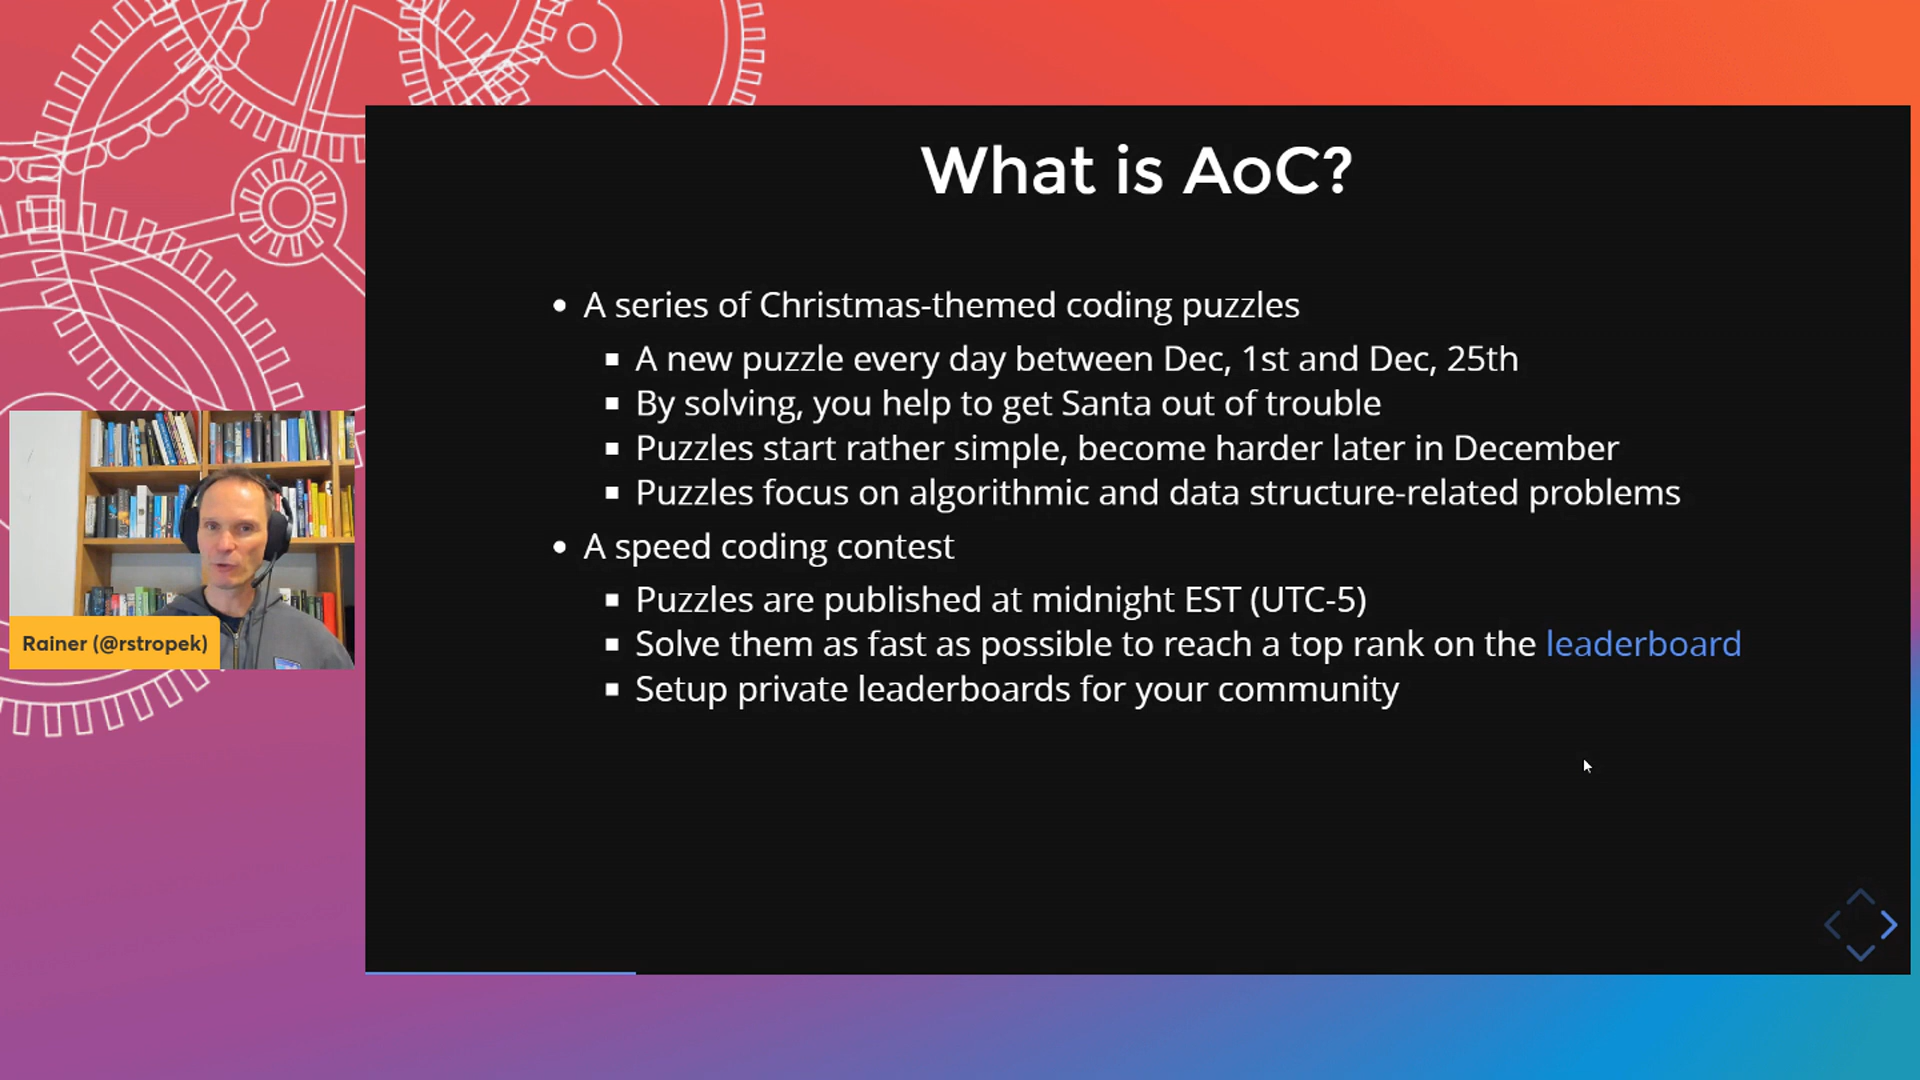 What is AoC?
A series of Christmas-themed coding puzzles
A new puzzle every day between Dec, 1st and Dec, 25th
By solving, you help to get Santa out of trouble
Puzzles start rather simple, become harder later in December
Puzzles focus on algorithmic and data structure-related problems
A speed coding contest
Puzzles are published at midnight EST (UTC-5)
Solve them as fast as possible to reach a top rank on the leaderboard
Setup private leaderboards for your community
Rainer (@rstropek)